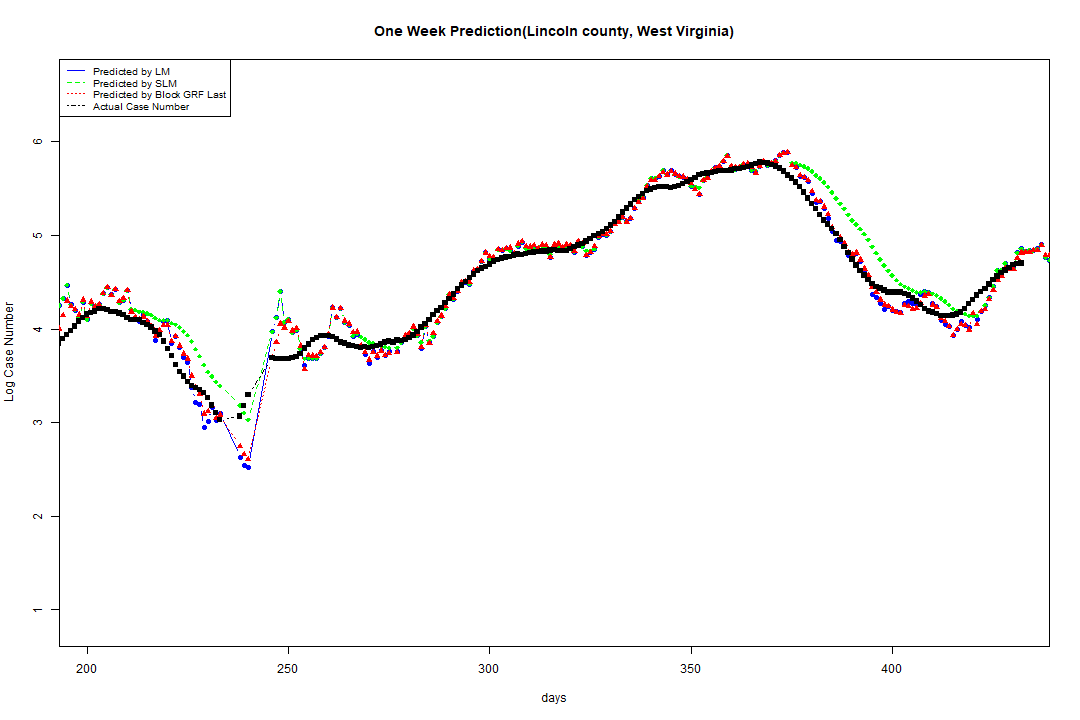 One Week Prediction(Lincoln county, West Virginia)
Predicted by LM
Predicted by SLM
Predicted by Block GRF Last
Actual Case Number
6
5
4
3
2
1
Log Case Number
200 250 300 350 400
days